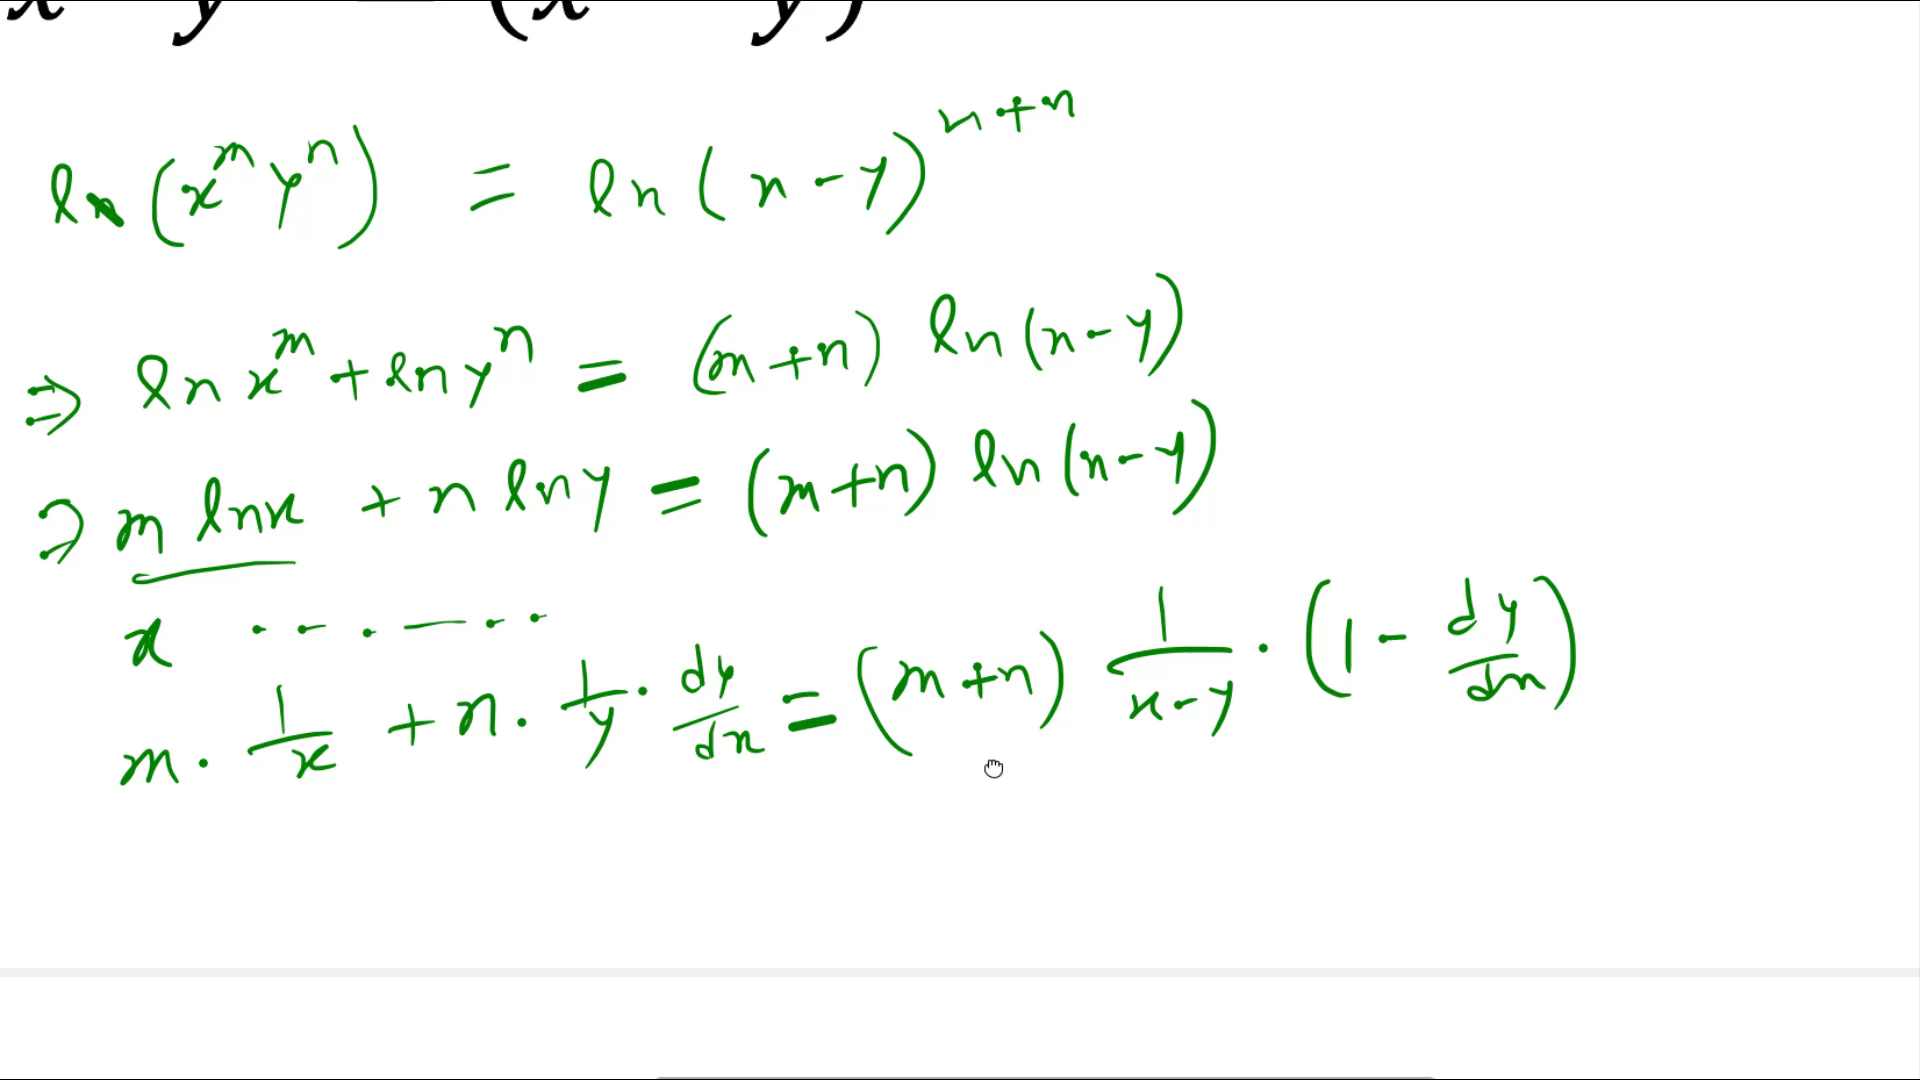 x y (x y)
ln (x^m y^n) = ln (x - y)^{n+n}
⇒ ln x^m + ln y^n = (m+n) ln (x-y)
⇒ m ln x + n ln y = (m+n) ln (x-y)
x . . . — . .
m · 1/x + n · 1/y · dy/dx = (m+n) 1/(x-y) · (1 - dy/dx)